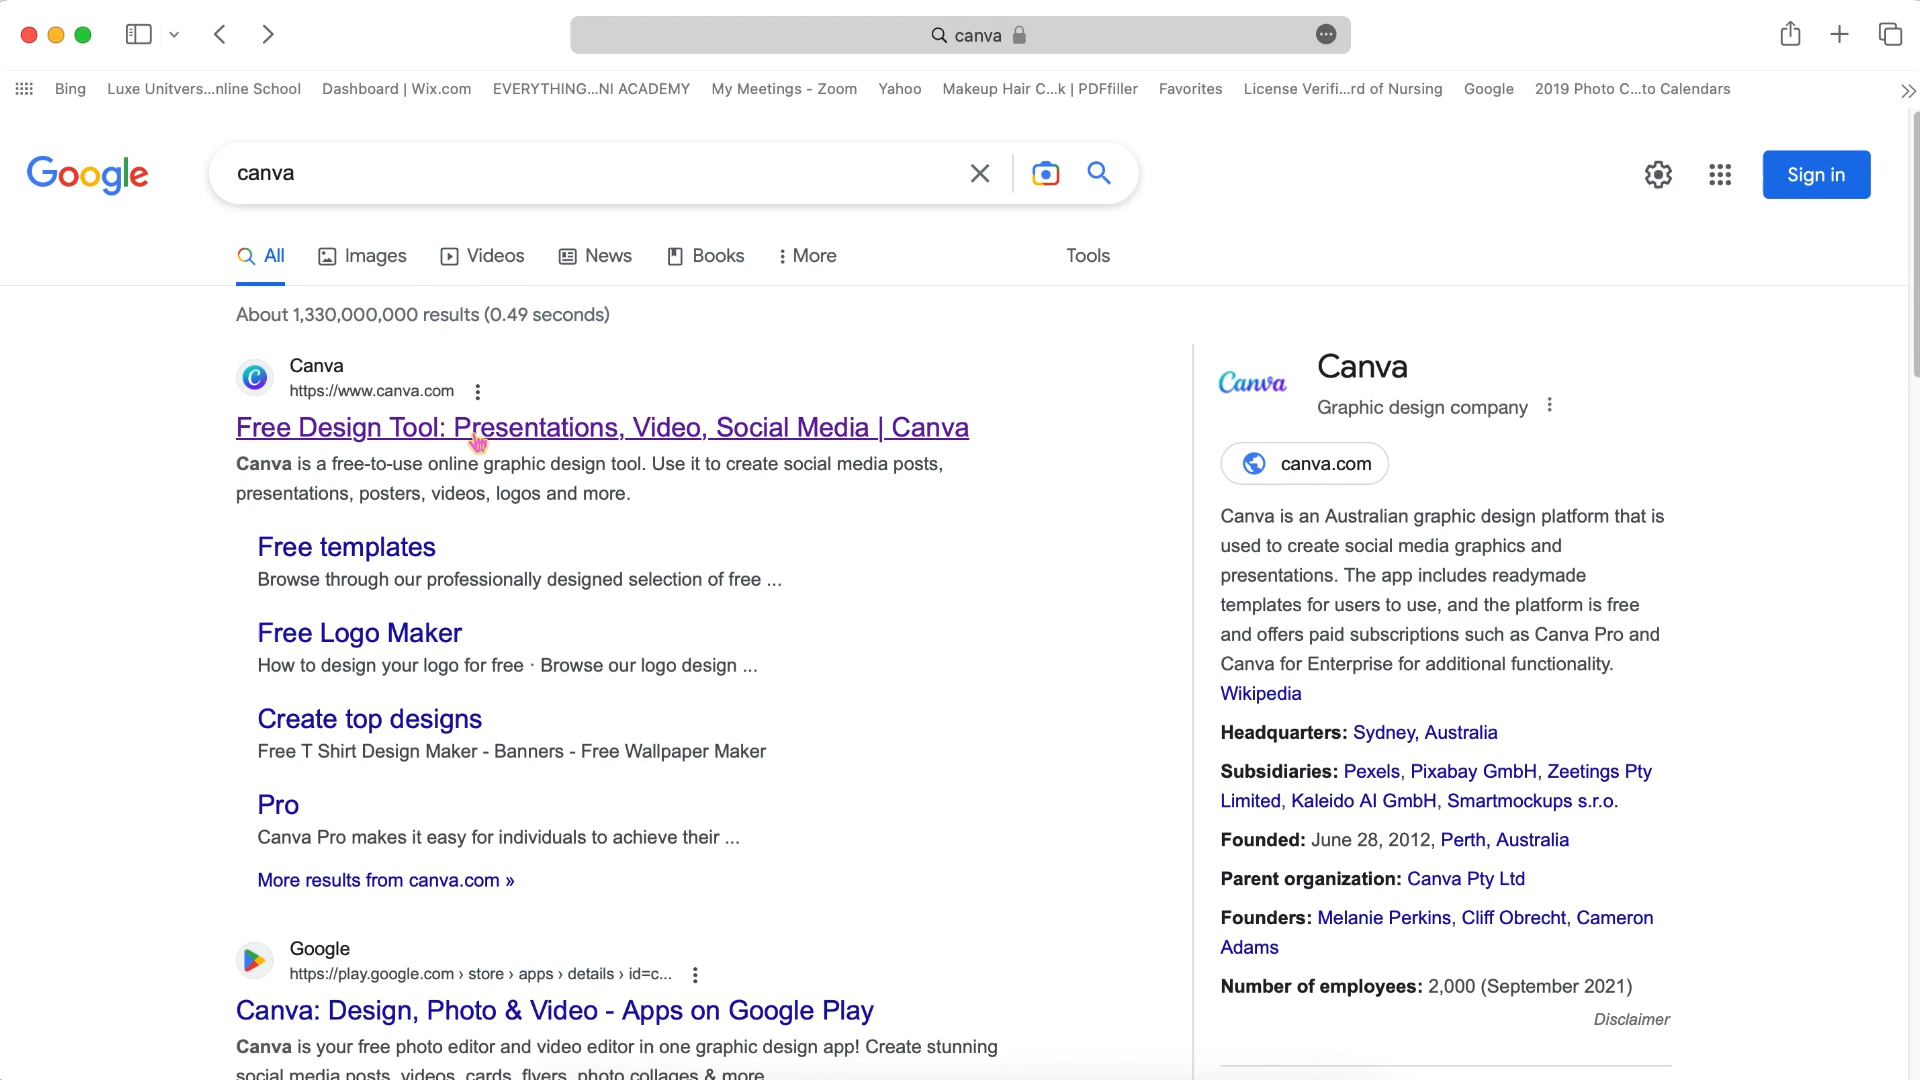 canva
Bing
Luxe Unitvers...nline School
Dashboard | Wix.com
EVERYTHING...NI ACADEMY
My Meetings - Zoom
Yahoo
Makeup Hair C...k | PDFfiller
Favorites
License Verifi...rd of Nursing
Google
2019 Photo C...to Calendars
Google
canva
Sign in
All
Images
Videos
News
Books
More
Tools
About 1,330,000,000 results (0.49 seconds)
Canva
https://www.canva.com
Free Design Tool: Presentations, Video, Social Media | Canva
Canva is a free-to-use online graphic design tool. Use it to create social media posts,
presentations, posters, videos, logos and more.
Free templates
Browse through our professionally designed selection of free ...
Free Logo Maker
How to design your logo for free · Browse our logo design ...
Create top designs
Free T Shirt Design Maker - Banners - Free Wallpaper Maker
Pro
Canva Pro makes it easy for individuals to achieve their ...
More results from canva.com »
Google
https://play.google.com › store › apps › details › id=c...
Canva: Design, Photo & Video - Apps on Google Play
Canva is your free photo editor and video editor in one graphic design app! Create stunning
social media posts, videos, cards, flyers, photo collages & more.
Canva
Canva
Graphic design company
canva.com
Canva is an Australian graphic design platform that is
used to create social media graphics and
presentations. The app includes readymade
templates for users to use, and the platform is free
and offers paid subscriptions such as Canva Pro and
Canva for Enterprise for additional functionality.
Wikipedia
Headquarters: Sydney, Australia
Subsidiaries: Pexels, Pixabay GmbH, Zeetings Pty
Limited, Kaleido AI GmbH, Smartmockups s.r.o.
Founded: June 28, 2012, Perth, Australia
Parent organization: Canva Pty Ltd
Founders: Melanie Perkins, Cliff Obrecht, Cameron
Adams
Number of employees: 2,000 (September 2021)
Disclaimer